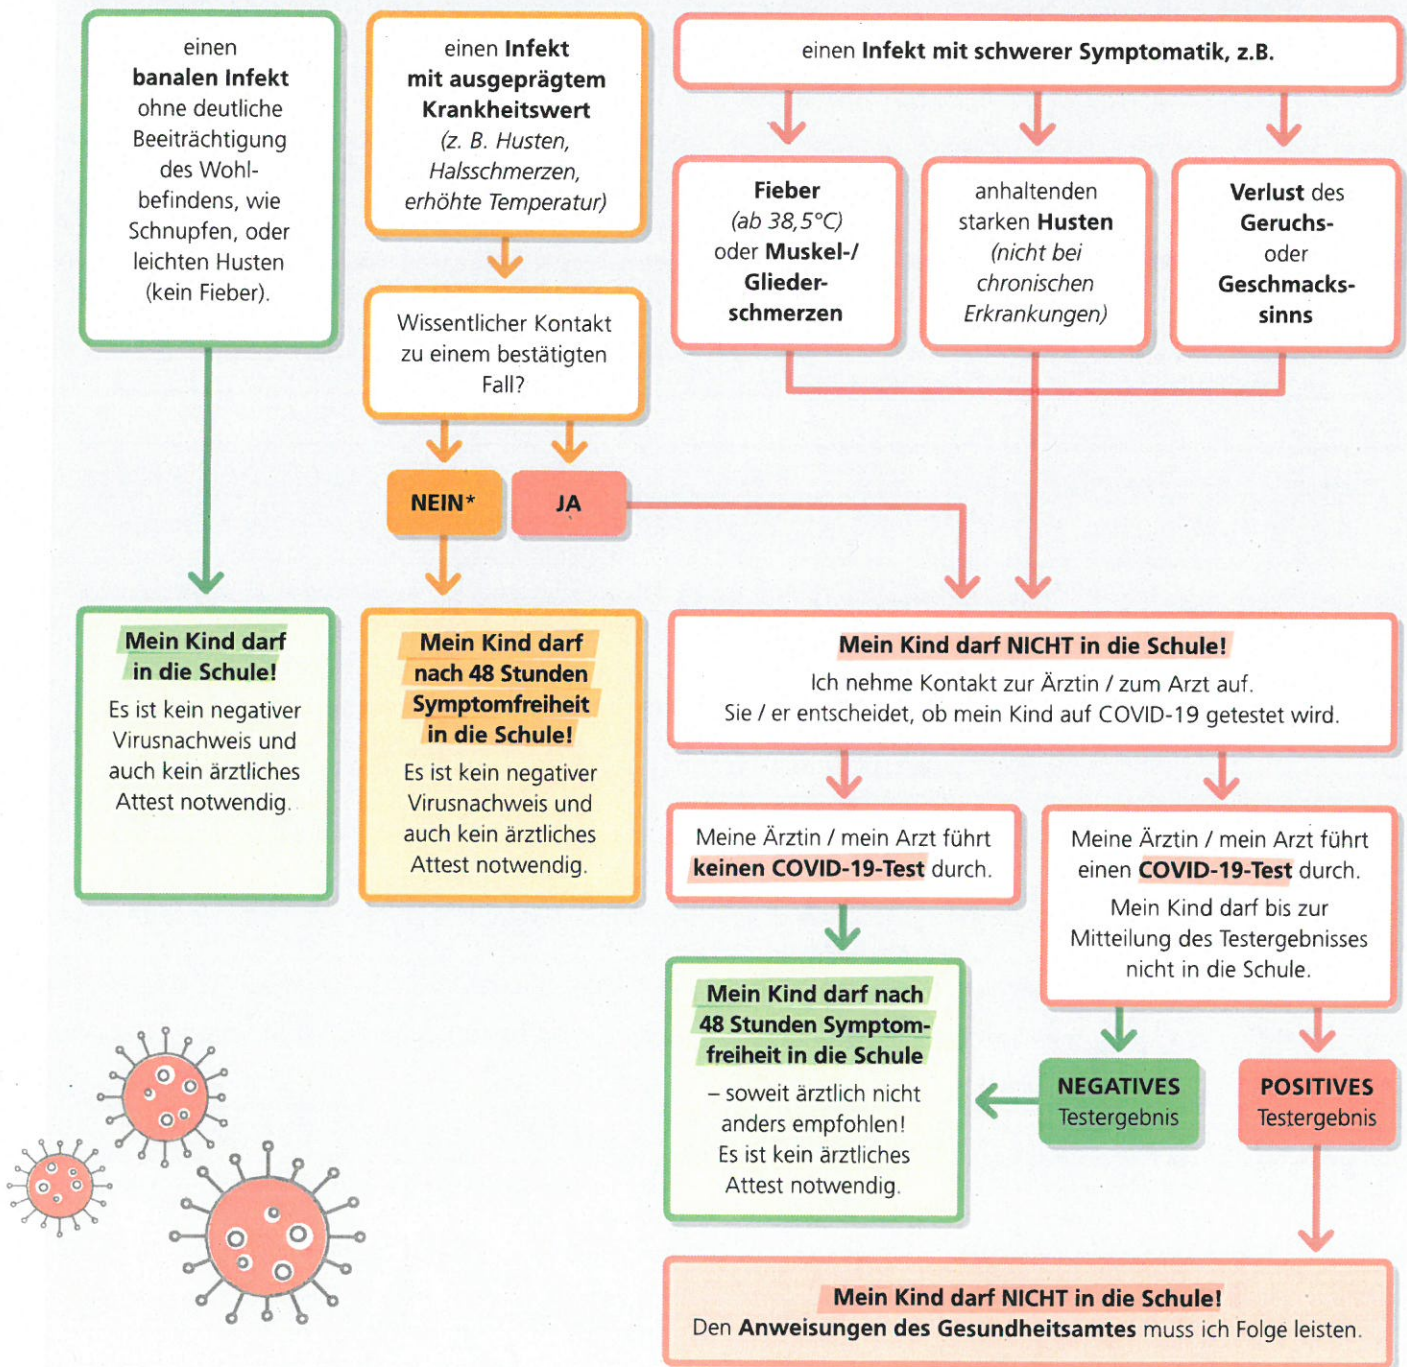 einen
banalen Infekt
ohne deutliche
Beeiträchtigung
des Wohl-
befindens, wie
Schnupfen, oder
leichten Husten
(kein Fieber).
einen Infekt
mit ausgeprägtem
Krankheitswert
(z. B. Husten,
Halsschmerzen,
erhöhte Temperatur)
einen Infekt mit schwerer Symptomatik, z.B.
Fieber
(ab 38,5°C)
oder Muskel-/
Glieder-
schmerzen
anhaltenden
starken Husten
(nicht bei
chronischen
Erkrankungen)
Verlust des
Geruchs-
oder
Geschmacks-
sinns
Wissentlicher Kontakt
zu einem bestätigten
Fall?
NEIN*
JA
Mein Kind darf
in die Schule!
Es ist kein negativer
Virusnachweis und
auch kein ärztliches
Attest notwendig.
Mein Kind darf
nach 48 Stunden
Symptomfreiheit
in die Schule!
Es ist kein negativer
Virusnachweis und
auch kein ärztliches
Attest notwendig.
Mein Kind darf NICHT in die Schule!
Ich nehme Kontakt zur Ärztin / zum Arzt auf.
Sie / er entscheidet, ob mein Kind auf COVID-19 getestet wird.
Meine Ärztin / mein Arzt führt
keinen COVID-19-Test durch.
Meine Ärztin / mein Arzt führt
einen COVID-19-Test durch.
Mein Kind darf bis zur
Mitteilung des Testergebnisses
nicht in die Schule.
Mein Kind darf nach
48 Stunden Symptom-
freiheit in die Schule
– soweit ärztlich nicht
anders empfohlen!
Es ist kein ärztliches
Attest notwendig.
NEGATIVES
Testergebnis
POSITIVES
Testergebnis
Mein Kind darf NICHT in die Schule!
Den Anweisungen des Gesundheitsamtes muss ich Folge leisten.